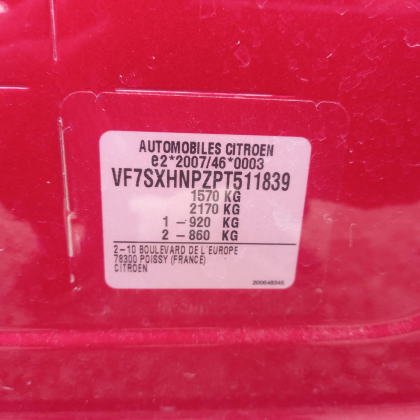 AUTOMOBILES CITROEN
e2*2007/46*0003
VF7SXHNPZPT511839
1570 KG
2170 KG
1 - 920 KG
2 - 860 KG
2-10 BOULEVARD DE L'EUROPE
78300 POISSY (FRANCE)
CITROEN